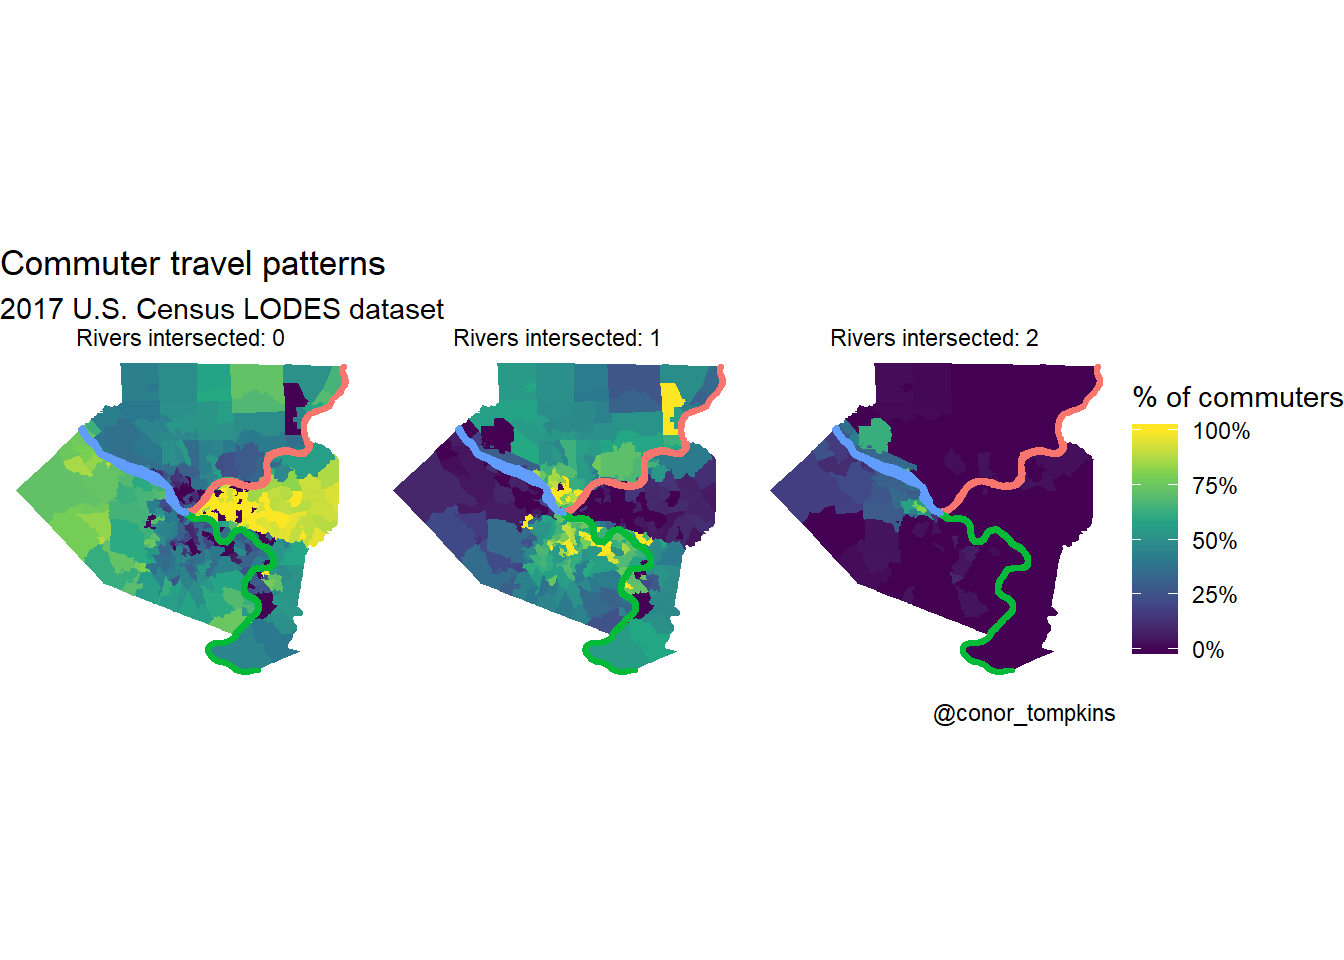 Commuter travel patterns
2017 U.S. Census LODES dataset
Rivers intersected: 0
Rivers intersected: 1
Rivers intersected: 2
% of commuters
100%
75%
50%
25%
0%
@conor_tompkins